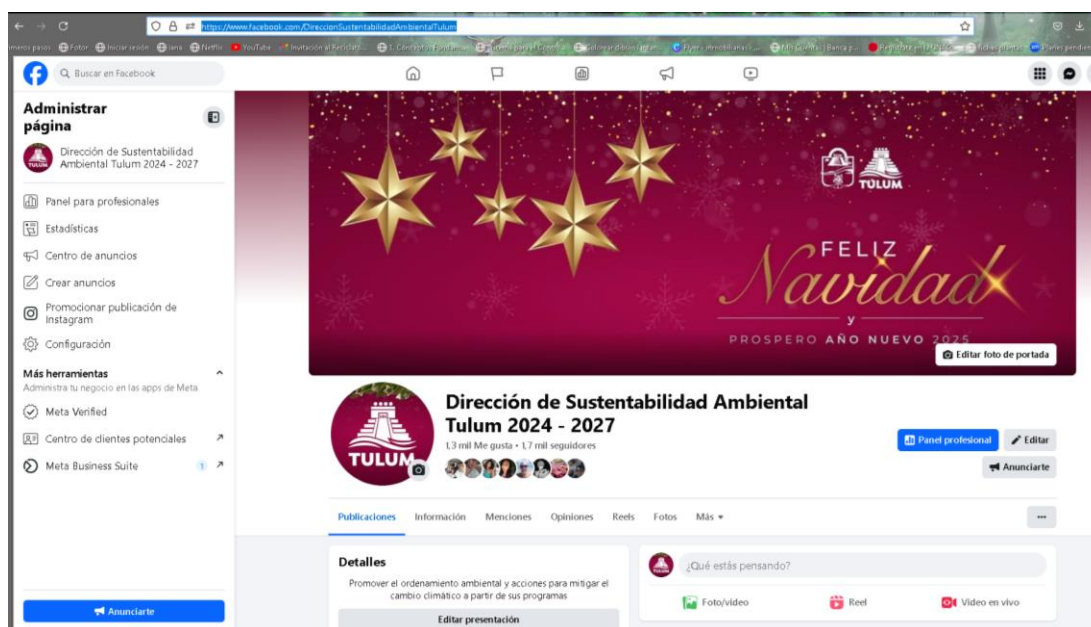 https://www.facebook.com/DireccionSustentabilidadAmbientalTulum
Fotor
Iniciar sesión
Netflix
YouTube
Buscar en Facebook
Administrar
página
Dirección de Sustentabilidad
Ambiental Tulum 2024 - 2027
Panel para profesionales
Estadísticas
Centro de anuncios
Crear anuncios
Promocionar publicación de
Instagram
Configuración
Más herramientas
Administra tu negocio en las apps de Meta
Meta Verified
Centro de clientes potenciales
Meta Business Suite
1
Anunciarte
TULUM
FELIZ
Navidad
y
PROSPERO AÑO NUEVO 2025
Editar foto de portada
TULUM
Dirección de Sustentabilidad Ambiental
Tulum 2024 - 2027
1,3 mil Me gusta • 1,7 mil seguidores
Panel profesional
Editar
Anunciarte
Publicaciones
Información
Menciones
Opiniones
Reels
Fotos
Más
Detalles
Promover el ordenamiento ambiental y acciones para mitigar el
cambio climático a partir de sus programas
Editar presentación
¿Qué estás pensando?
Foto/video
Reel
Video en vivo